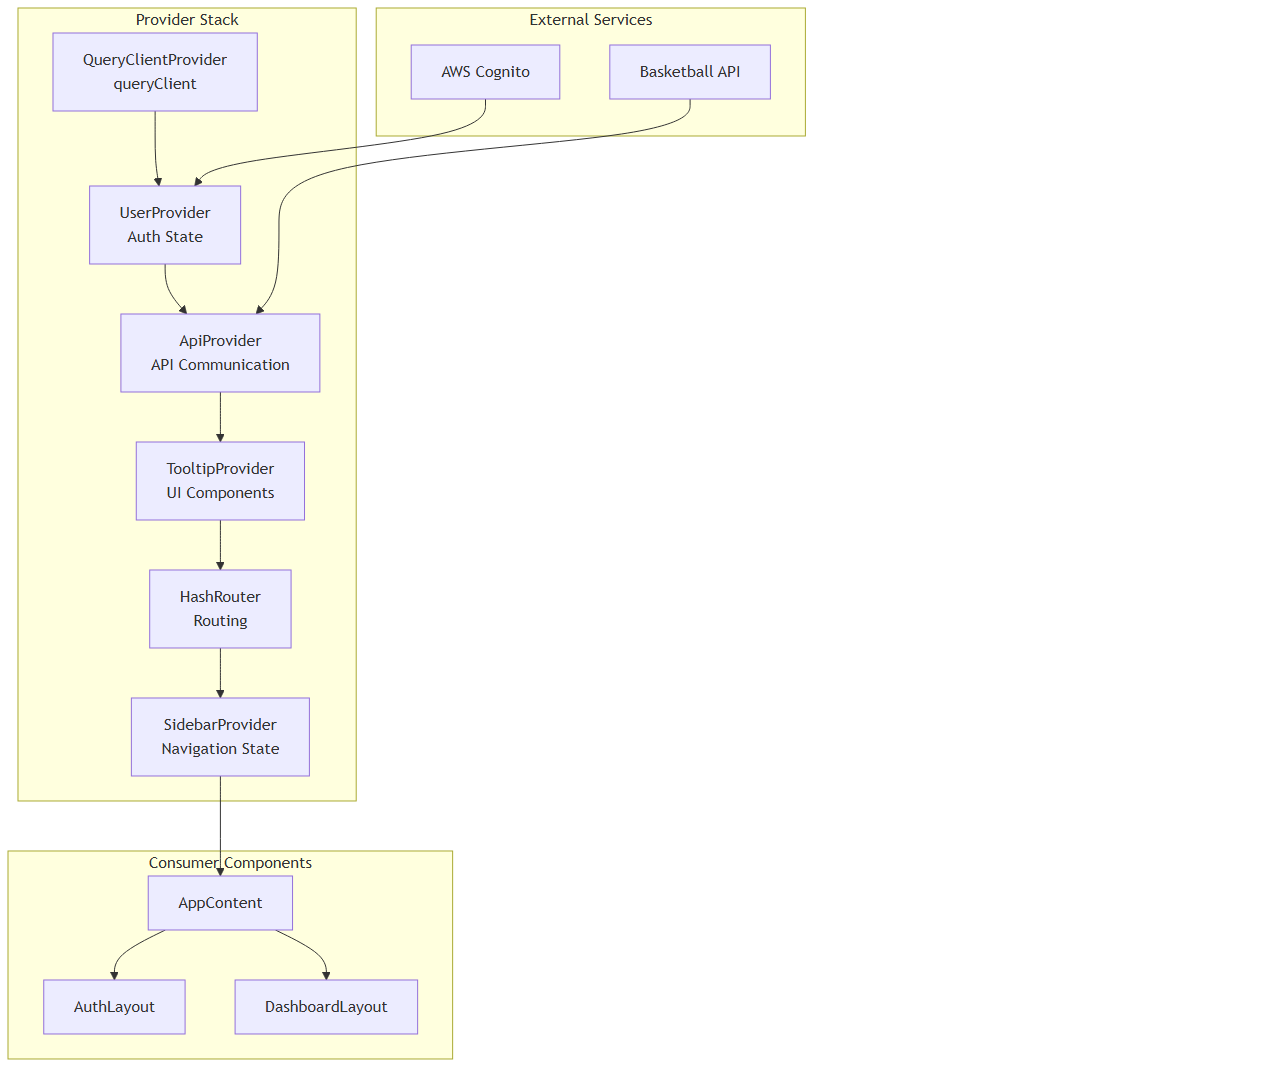 Provider Stack
QueryClientProvider
queryClient
UserProvider
Auth State
ApiProvider
API Communication
TooltipProvider
UI Components
HashRouter
Routing
SidebarProvider
Navigation State
External Services
AWS Cognito
Basketball API
Consumer Components
AppContent
AuthLayout
DashboardLayout